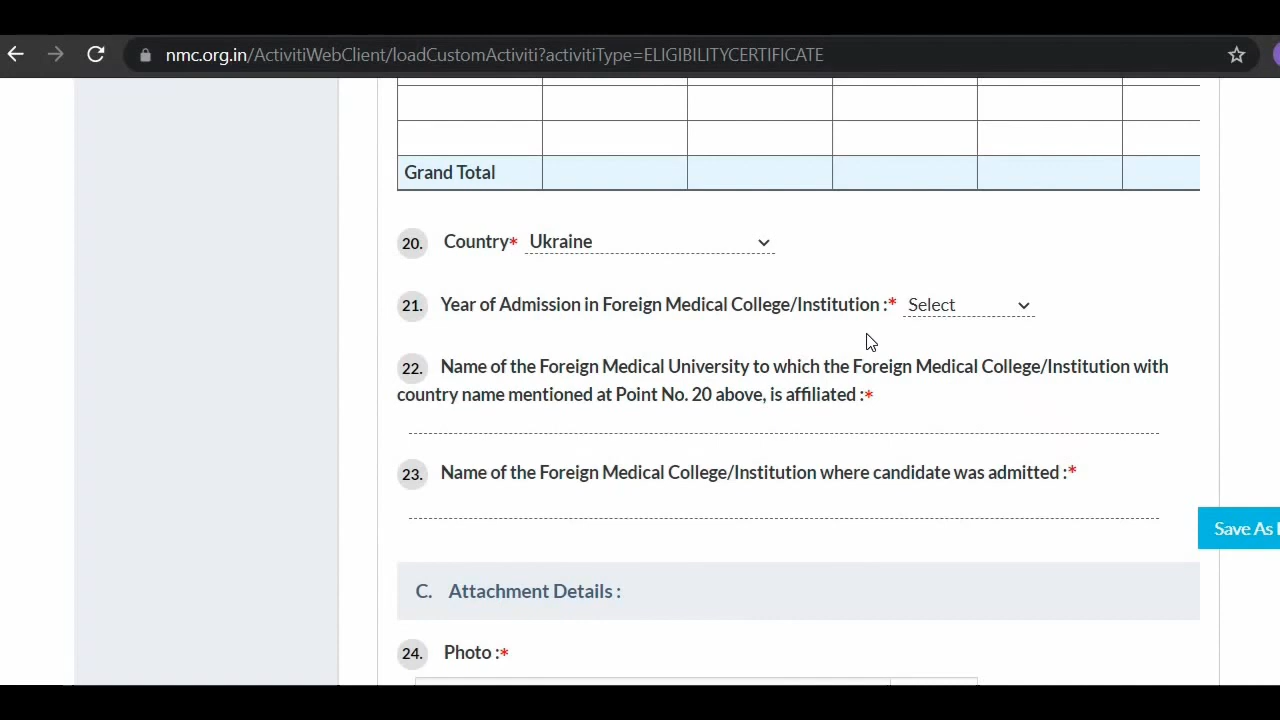 nmc.org.in/ActivitiWebClient/loadCustomActiviti?activitiType=ELIGIBILITYCERTIFICATE
Grand Total
20. Country* Ukraine
21. Year of Admission in Foreign Medical College/Institution :* Select
22. Name of the Foreign Medical University to which the Foreign Medical College/Institution with
country name mentioned at Point No. 20 above, is affiliated :*
23. Name of the Foreign Medical College/Institution where candidate was admitted :*
Save As
C. Attachment Details :
24. Photo :*